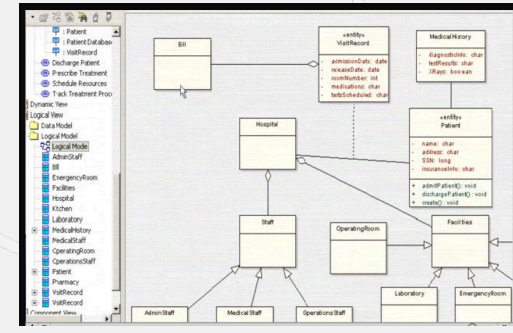 : Patient
: Patient Databas
: VisitRecord
Discharge Patient
Prescribe Treatment
Schedule Resources
Track Treatment Proc
Dynamic View
Logical View
Data Model
Logical Model
Logical Mode
AdminStaff
Bill
EmergencyRoom
Facilities
Hospital
Kitchen
Laboratory
MedicalHistory
MedicalStaff
OperatingRoom
OperationsStaff
Patient
Pharmacy
VisitRecord
VisitRecord
Component View
Bill
«entity»
VisitRecord
- admissionDate: date
- releaseDate: date
- roomNumber: int
- medications: char
- testsScheduled: char
Medical History
- diagnosticInfo: char
- testResults: char
- XRays: boolean
«entity»
Patient
- name: char
- address: char
- SSN: long
- insuranceInfo: char
+ admitPatient(): void
+ dischargePatient(): void
+ create(): void
Hospital
Staff
OperatingRoom
Facilities
Laboratory
EmergencyRoom
AdminStaff
Medical Staff
Operations Staff